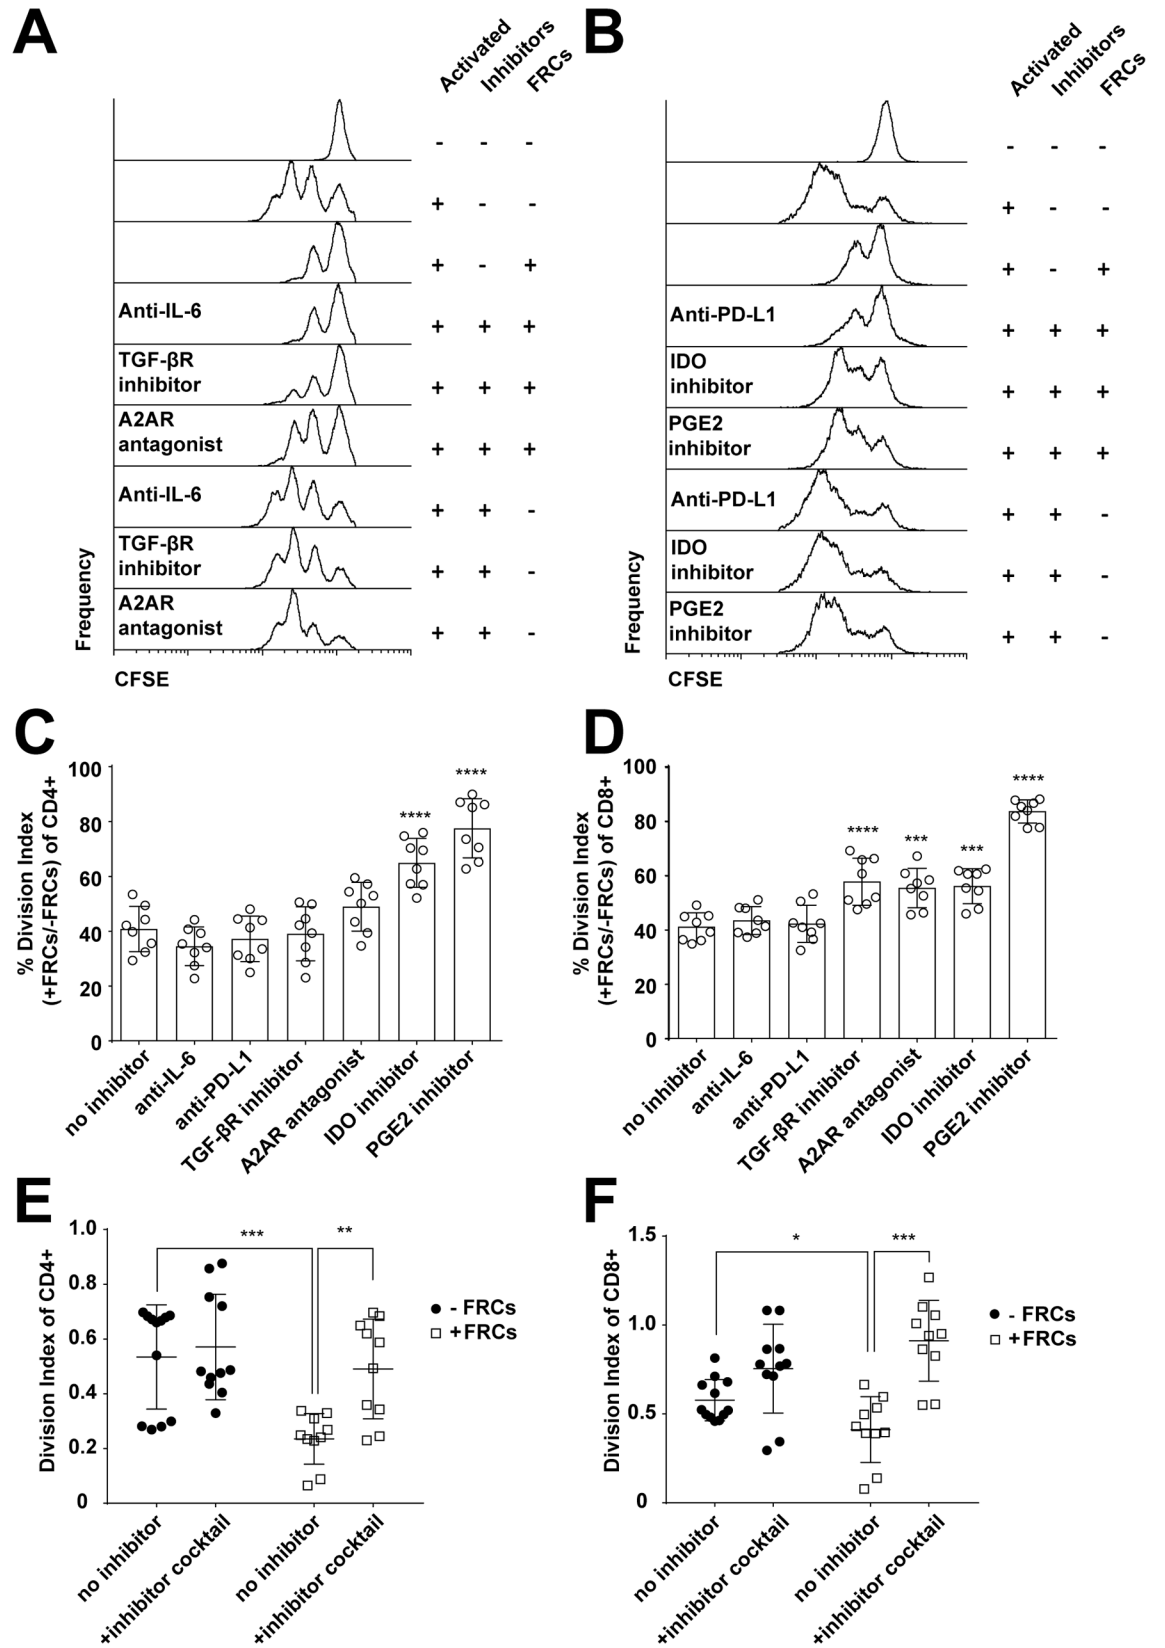 A
Activated
Inhibitors
FRCs
- - -
+ - -
+ - +
Anti-IL-6
+ + +
TGF-βR
inhibitor
+ + +
A2AR
antagonist
+ + +
Anti-IL-6
+ + -
TGF-βR
inhibitor
+ + -
A2AR
antagonist
+ + -
Frequency
CFSE
B
Activated
Inhibitors
FRCs
- - -
+ - -
+ - +
Anti-PD-L1
+ + +
IDO
inhibitor
+ + +
PGE2
inhibitor
+ + +
Anti-PD-L1
+ + -
IDO
inhibitor
+ + -
PGE2
inhibitor
+ + -
Frequency
CFSE
C
% Division Index
(+FRCs/-FRCs) of CD4+
100
80
60
40
20
0
****
****
no inhibitor
anti-IL-6
anti-PD-L1
TGF-βR inhibitor
A2AR antagonist
IDO inhibitor
PGE2 inhibitor
D
% Division Index
(+FRCs/-FRCs) of CD8+
100
80
60
40
20
0
****
***
***
****
no inhibitor
anti-IL-6
anti-PD-L1
TGF-βR inhibitor
A2AR antagonist
IDO inhibitor
PGE2 inhibitor
E
Division Index of CD4+
1.0
0.8
0.6
0.4
0.2
0
***
**
- FRCs
+FRCs
no inhibitor
+inhibitor cocktail
no inhibitor
+inhibitor cocktail
F
Division Index of CD8+
1.5
1.0
0.5
0
*
***
- FRCs
+FRCs
no inhibitor
+inhibitor cocktail
no inhibitor
+inhibitor cocktail